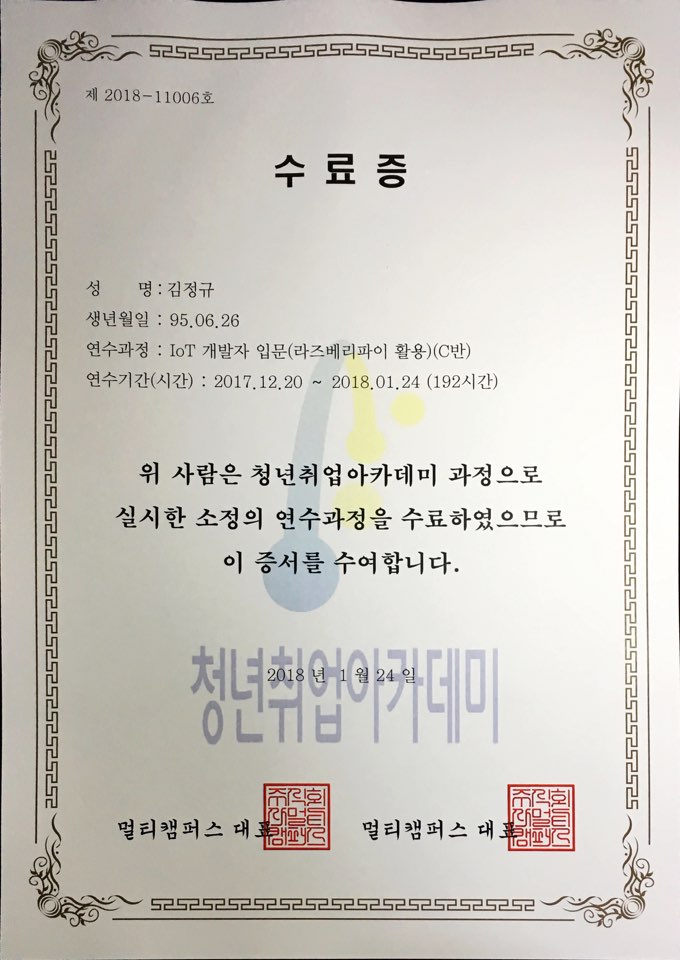 제 2018-11006호
수 료 증
성 명 : 김정규
생년월일 : 95.06.26
연수과정 : IoT 개발자 입문(라즈베리파이 활용)(C반)
연수기간(시간) : 2017.12.20 ~ 2018.01.24 (192시간)
위 사람은 청년취업아카데미 과정으로
실시한 소정의 연수과정을 수료하였으므로
이 증서를 수여합니다.
2018 년 1 월 24 일
청년취업아카데미
멀티캠퍼스 대표 멀티캠퍼스 대표